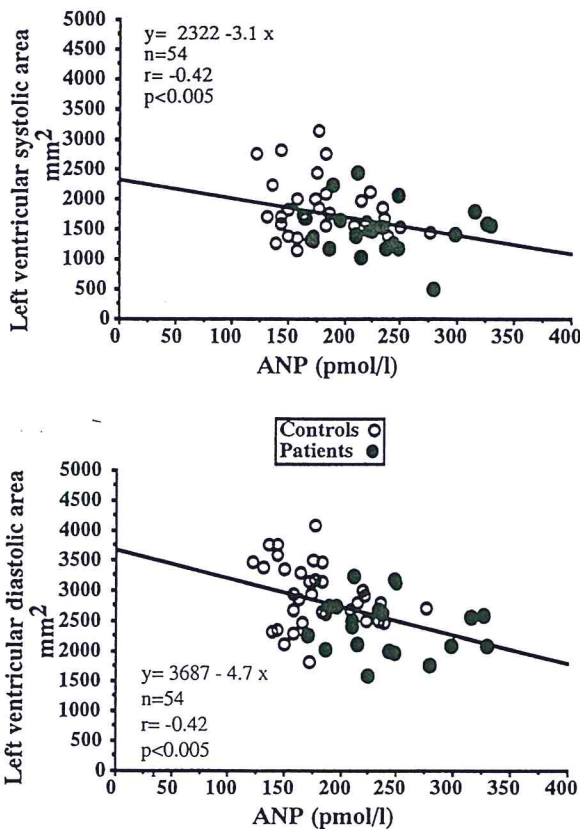 Left ventricular systolic area
mm2
5000
4500
4000
3500
3000
2500
2000
1500
1000
500
0
y= 2322 -3.1 x
n=54
r= -0.42
p<0.005
0 50 100 150 200 250 300 350 400
ANP (pmol/l)
Controls
Patients
Left ventricular diastolic area
mm2
5000
4500
4000
3500
3000
2500
2000
1500
1000
500
0
y= 3687 - 4.7 x
n=54
r= -0.42
p<0.005
0 50 100 150 200 250 300 350 400
ANP (pmol/l)